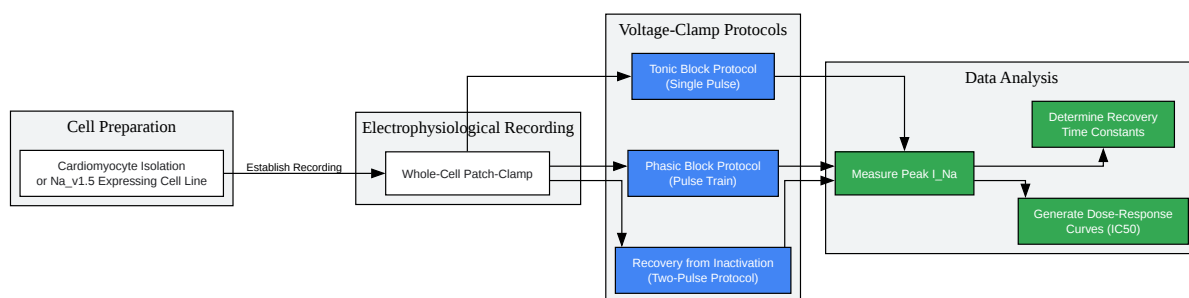 Cell Preparation
Cardiomyocyte Isolation
or Na_v1.5 Expressing Cell Line
Establish Recording
Electrophysiological Recording
Whole-Cell Patch-Clamp
Voltage-Clamp Protocols
Tonic Block Protocol
(Single Pulse)
Phasic Block Protocol
(Pulse Train)
Recovery from Inactivation
(Two-Pulse Protocol)
Data Analysis
Measure Peak I_Na
Determine Recovery
Time Constants
Generate Dose-Response
Curves (IC50)